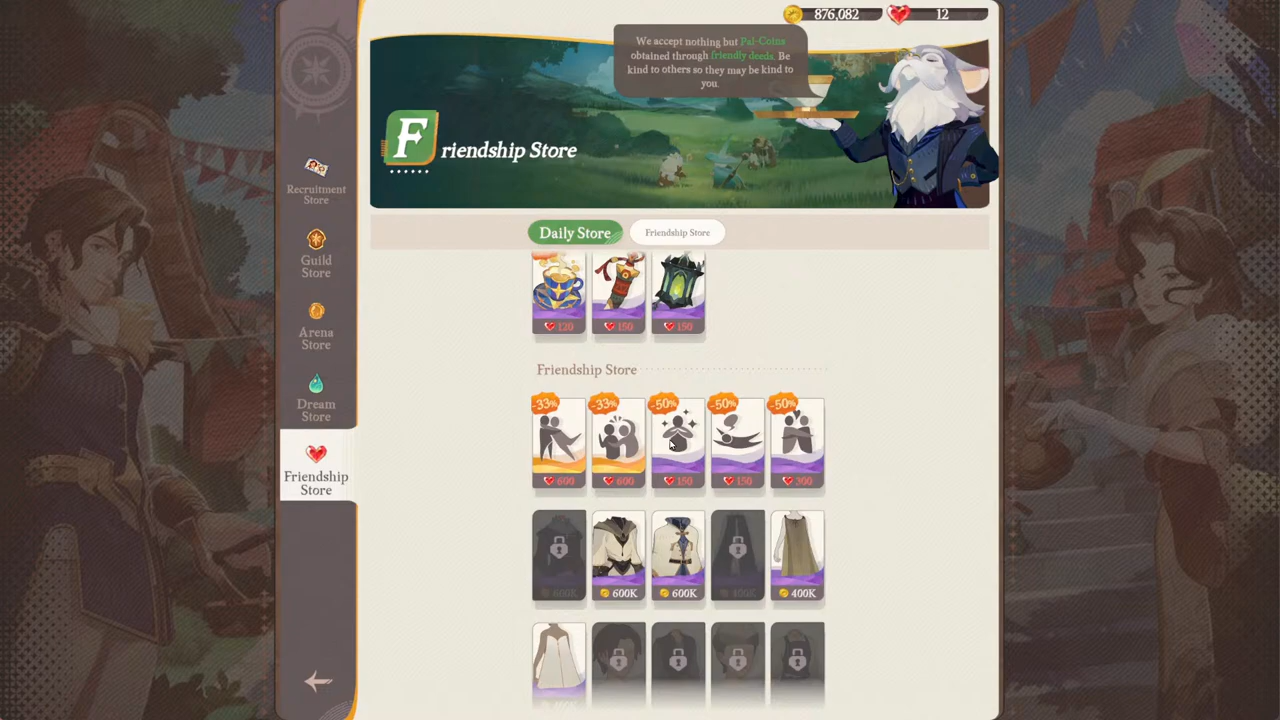 876,082
12
We accept nothing but Pal-Coins
obtained through friendly deeds. Be
kind to others so they may be kind to
you.
Friendship Store
Recruitment
Store
Guild
Store
Arena
Store
Dream
Store
Friendship
Store
Daily Store
Friendship Store
120
150
150
Friendship Store
-33%
-33%
-50%
-50%
-50%
600
600
150
150
300
600K
600K
600K
400K
400K